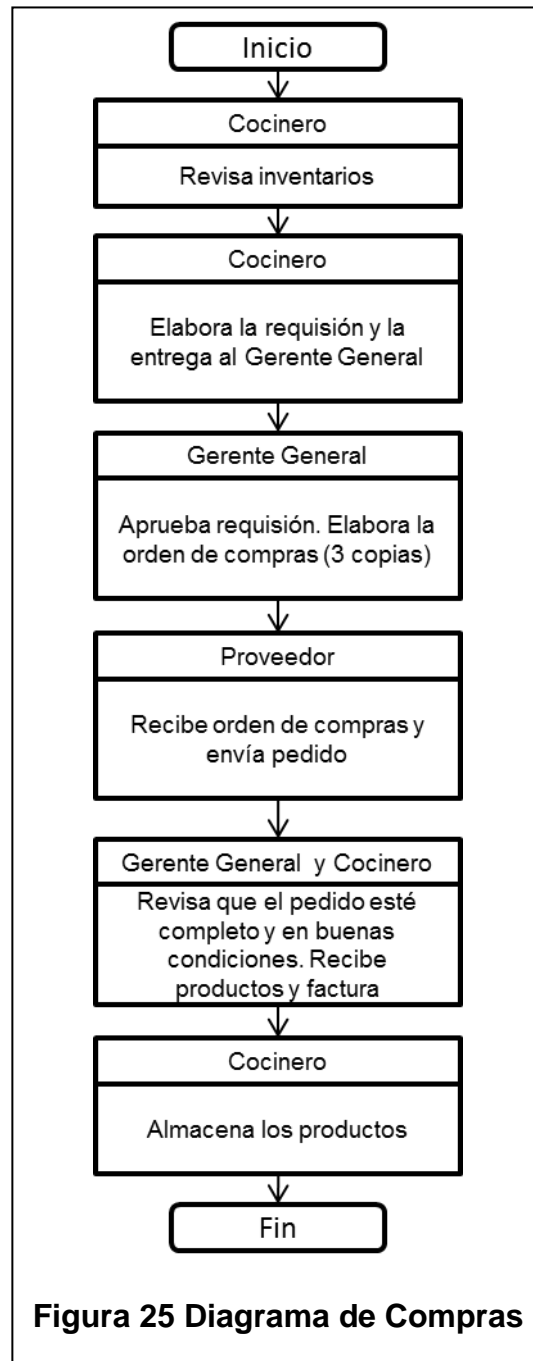 Inicio
Cocinero
Revisa inventarios
Cocinero
Elabora la requisión y la
entrega al Gerente General
Gerente General
Aprueba requisión. Elabora la
orden de compras (3 copias)
Proveedor
Recibe orden de compras y
envía pedido
Gerente General y Cocinero
Revisa que el pedido esté
completo y en buenas
condiciones. Recibe
productos y factura
Cocinero
Almacena los productos
Fin
Figura 25 Diagrama de Compras